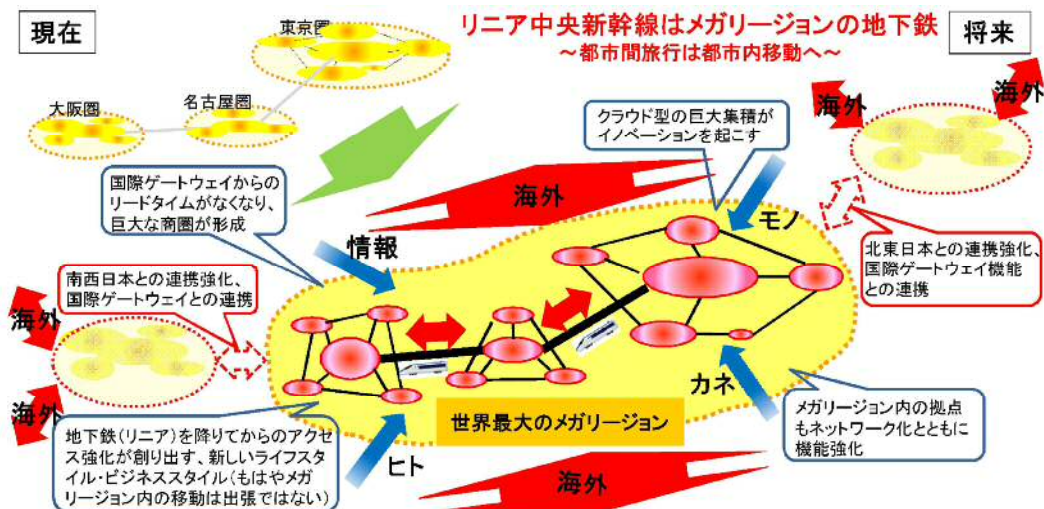 現在
リニア中央新幹線はメガリージョンの地下鉄
～都市間旅行は都市内移動へ～
将来
東京圏
大阪圏
名古屋圏
海外
海外
クラウド型の巨大集積が
イノベーションを起こす
国際ゲートウェイからの
リードタイムがなくなり、
巨大な商圏が形成
海外
モノ
情報
北東日本との連携強化、
国際ゲートウェイ機能
との連携
南西日本との連携強化、
国際ゲートウェイとの連携
海外
海外
カネ
世界最大のメガリージョン
メガリージョン内の拠点
もネットワーク化とともに
機能強化
地下鉄(リニア)を降りてからのアクセ
ス強化が創り出す、新しいライフスタ
イル・ビジネススタイル(もはやメガ
リージョン内の移動は出張ではない)
ヒト
海外